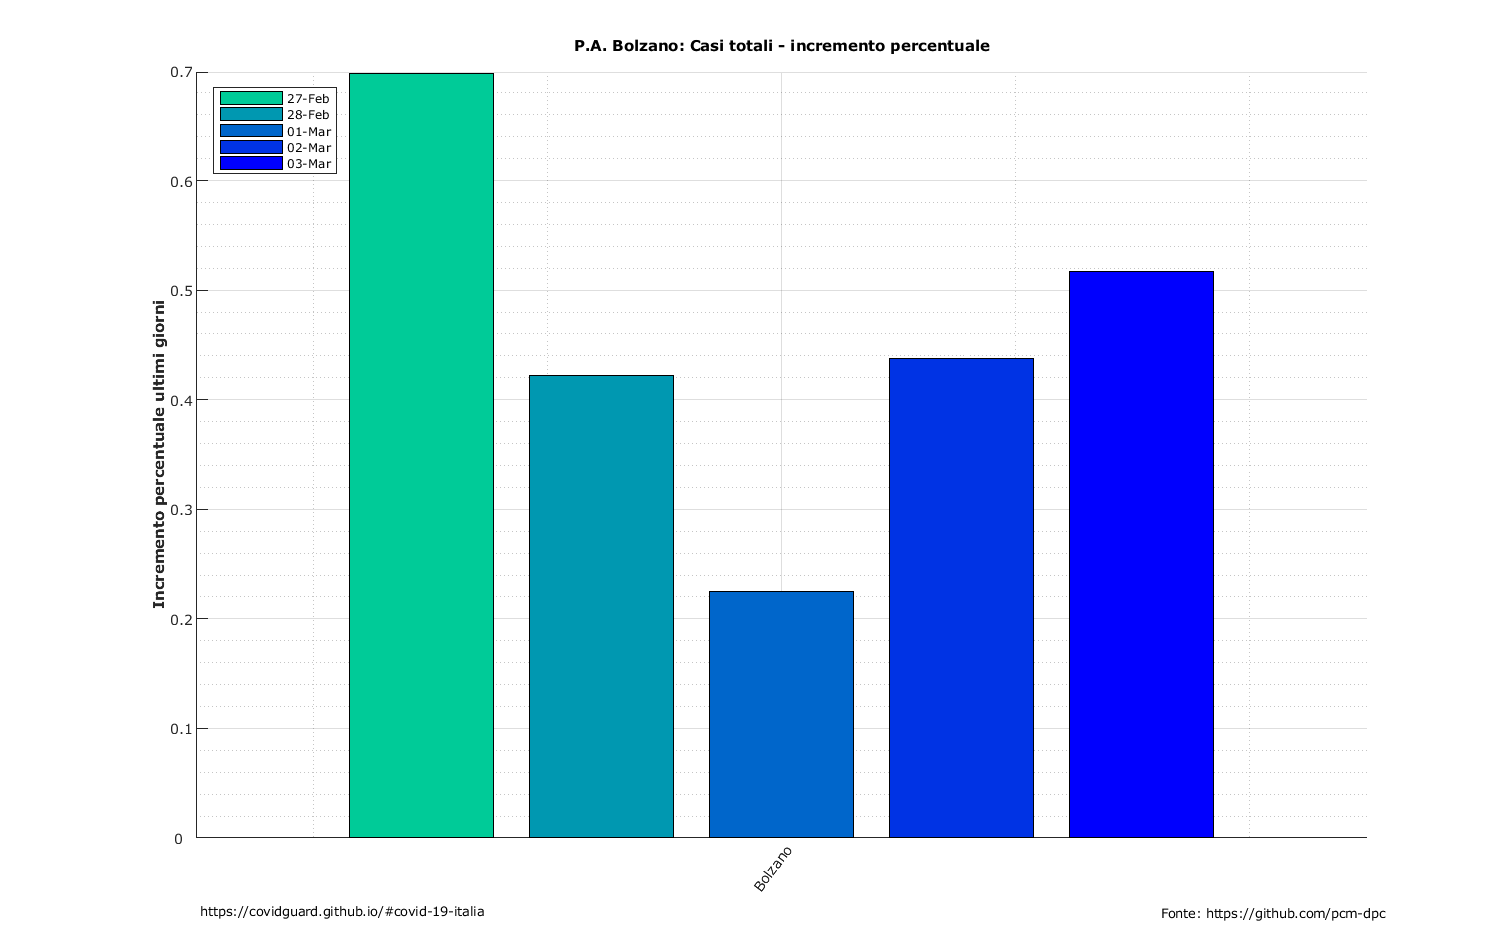 P.A. Bolzano: Casi totali - incremento percentuale
Incremento percentuale ultimi giorni
0.7
0.6
0.5
0.4
0.3
0.2
0.1
0
27-Feb
28-Feb
01-Mar
02-Mar
03-Mar
Bolzano
https://covidguard.github.io/#covid-19-italia
Fonte: https://github.com/pcm-dpc